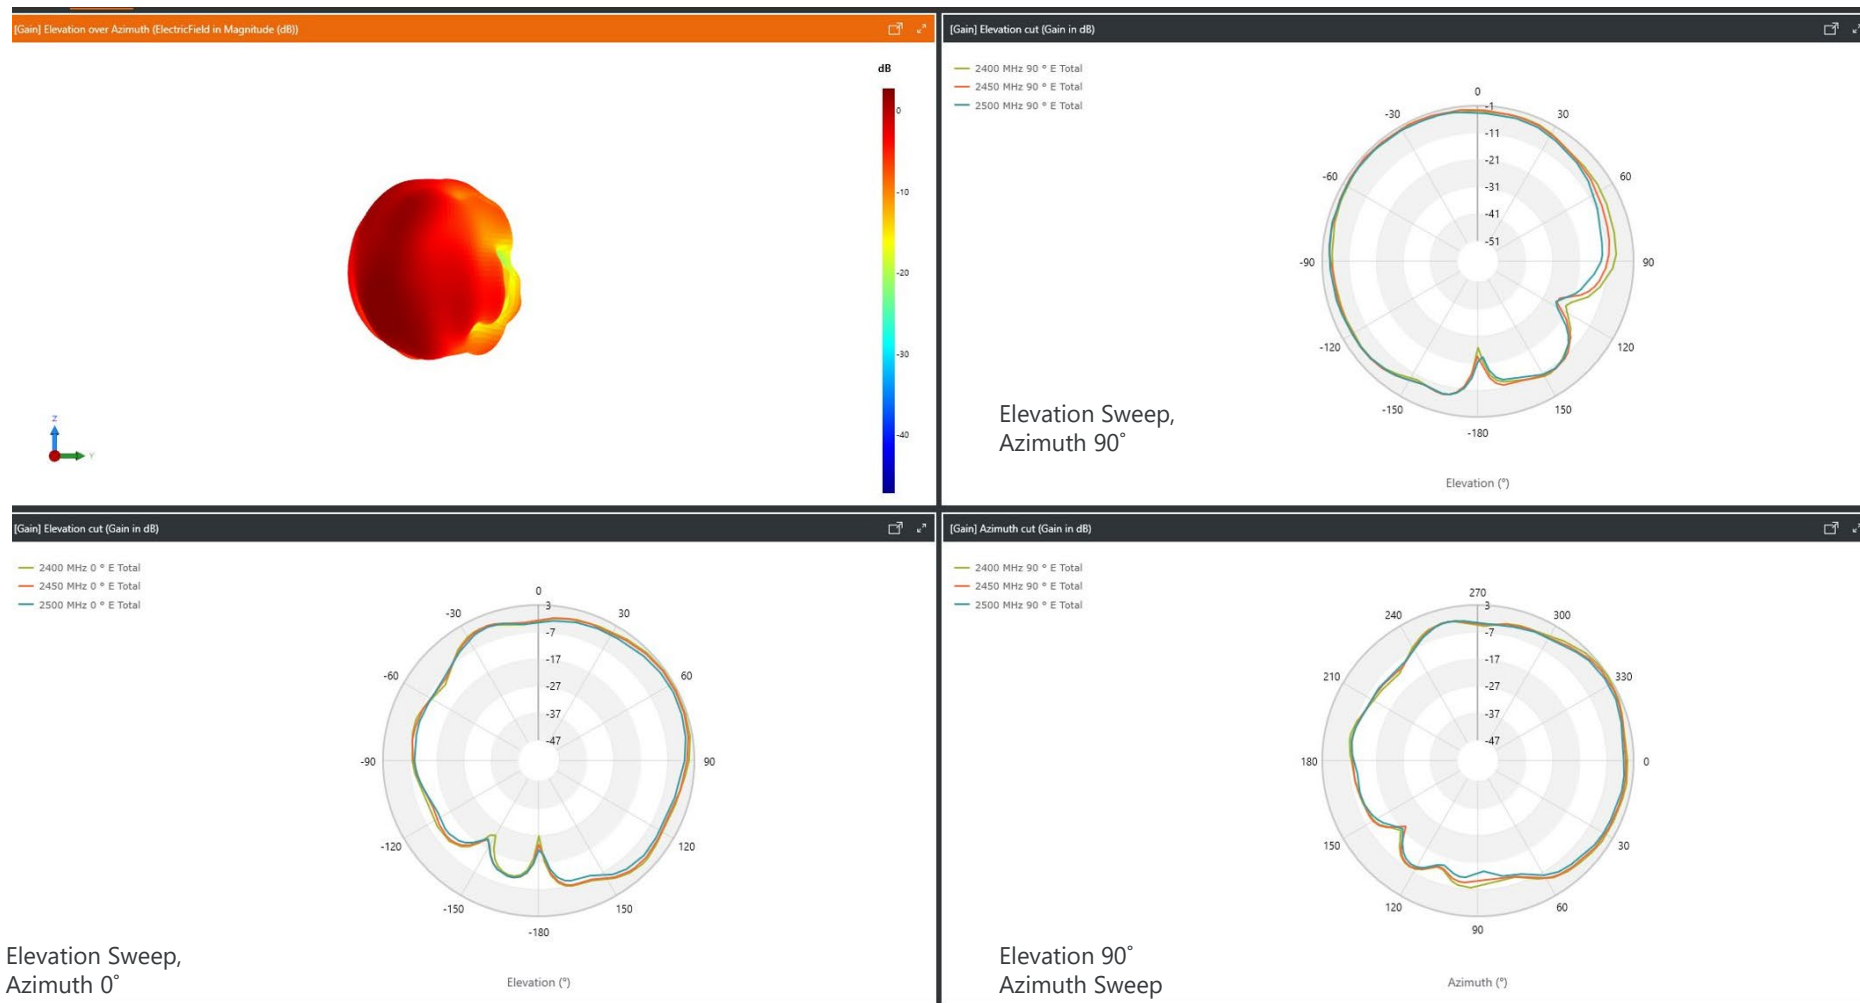 [Gain] Elevation over Azimuth (ElectricField in Magnitude (dB))
dB
0
-10
-20
-30
-40
Z
Y
[Gain] Elevation cut (Gain in dB)
2400 MHz 90 ° E Total
2450 MHz 90 ° E Total
2500 MHz 90 ° E Total
0
-1
-30
30
-11
-21
-60
60
-31
-41
-51
-90
90
-120
120
-150
150
-180
Elevation Sweep,
Azimuth 90˚
Elevation (°)
[Gain] Elevation cut (Gain in dB)
2400 MHz 0 ° E Total
2450 MHz 0 ° E Total
2500 MHz 0 ° E Total
0
3
-30
30
-7
-17
-60
60
-27
-37
-47
-90
90
-120
120
-150
150
-180
Elevation Sweep,
Azimuth 0˚
Elevation (°)
[Gain] Azimuth cut (Gain in dB)
2400 MHz 90 ° E Total
2450 MHz 90 ° E Total
2500 MHz 90 ° E Total
270
3
240
300
-7
-17
210
330
-27
-37
-47
180
0
150
30
120
60
90
Elevation 90˚
Azimuth Sweep
Azimuth (°)